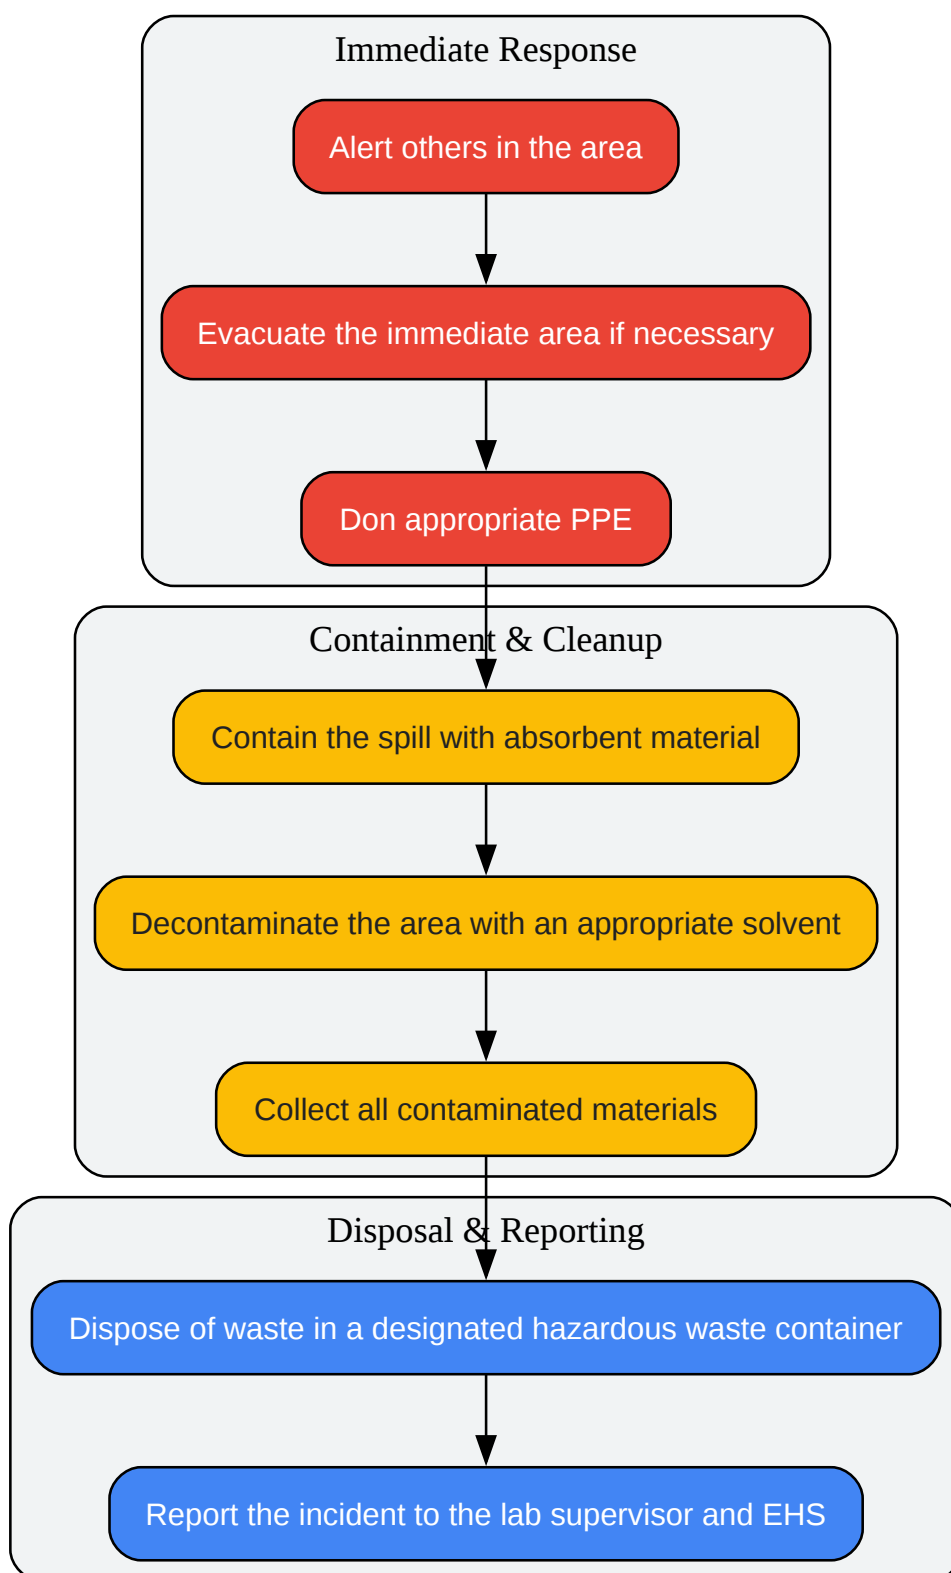 Immediate Response
Alert others in the area
Evacuate the immediate area if necessary
Don appropriate PPE
Containment & Cleanup
Contain the spill with absorbent material
Decontaminate the area with an appropriate solvent
Collect all contaminated materials
Disposal & Reporting
Dispose of waste in a designated hazardous waste container
Report the incident to the lab supervisor and EHS